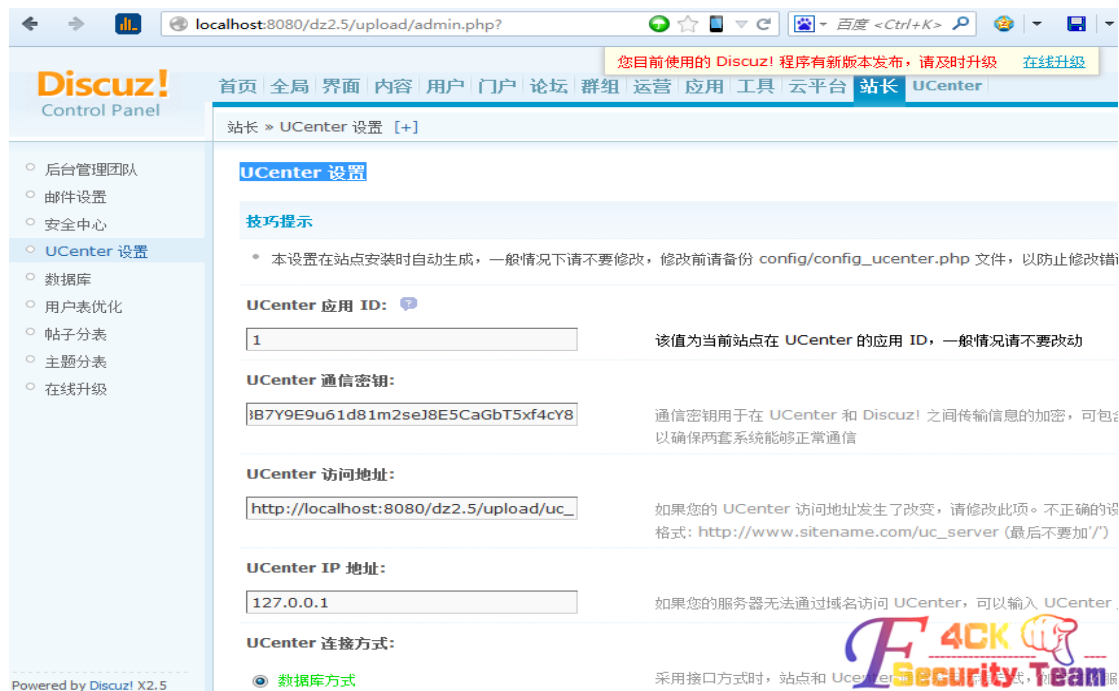 localhost:8080/dz2.5/upload/admin.php?
百度 <Ctrl+K>
您目前使用的 Discuz! 程序有新版本发布，请及时升级 在线升级
Discuz!
Control Panel
首页 全局 界面 内容 用户 门户 论坛 群组 运营 应用 工具 云平台 站长 UCenter
站长 » UCenter 设置 [+]
后台管理团队
邮件设置
安全中心
UCenter 设置
数据库
用户表优化
帖子分表
主题分表
在线升级
UCenter 设置
技巧提示
本设置在站点安装时自动生成，一般情况下请不要修改，修改前请备份 config/config_ucenter.php 文件，以防止修改错
UCenter 应用 ID:
1
该值为当前站点在 UCenter 的应用 ID，一般情况请不要改动
UCenter 通信密钥:
B7Y9E9u61d81m2seJ8E5CaGbT5xf4cY8
通信密钥用于在 UCenter 和 Discuz! 之间传输信息的加密，可包
以确保两套系统能够正常通信
UCenter 访问地址:
http://localhost:8080/dz2.5/upload/uc_
如果您的 UCenter 访问地址发生了改变，请修改此项。不正确的设
格式: http://www.sitename.com/uc_server (最后不要加'/')
UCenter IP 地址:
127.0.0.1
如果您的服务器无法通过域名访问 UCenter，可以输入 UCenter
UCenter 连接方式:
数据库方式
采用接口方式时，站点和 Ucenter
F4CK
Security Team
Powered by Discuz! X2.5